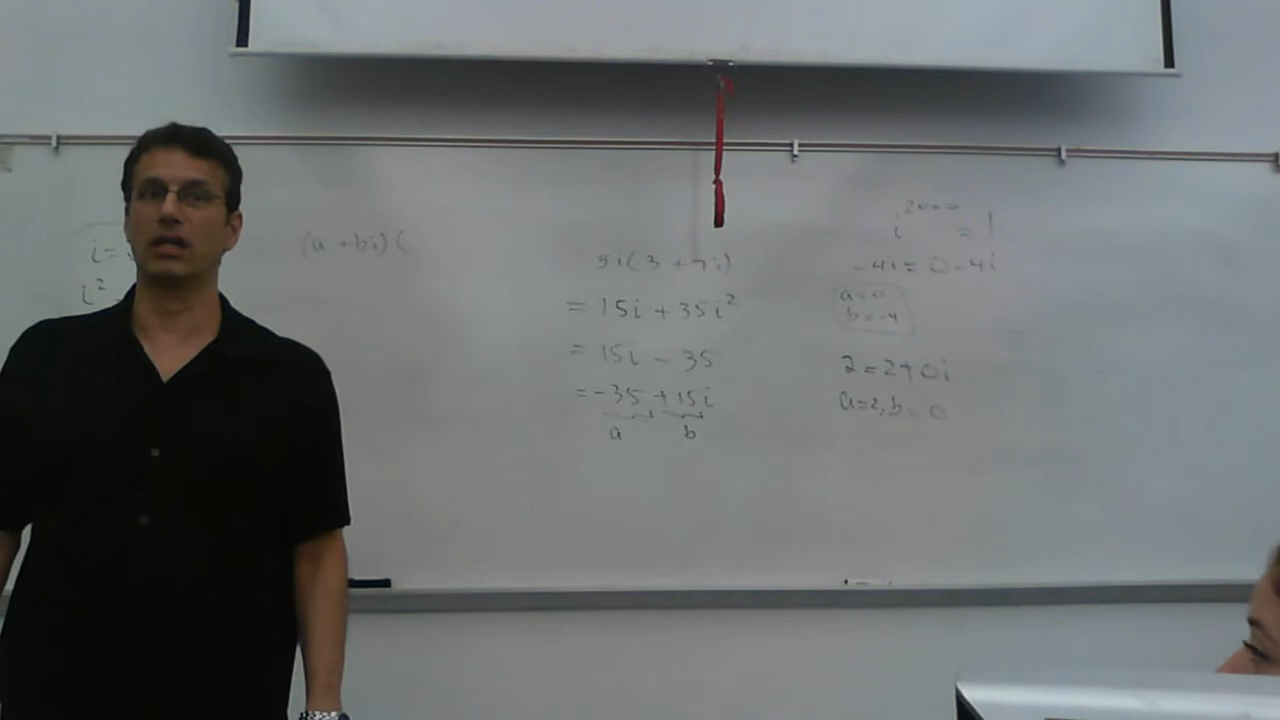 i =
i²
(a + bi) (
5i(3 + 7i)
= 15i + 35i²
= 15i - 35
= -35 + 15i
a b
i²⁰⁰⁰ = 1
-4i = 0 - 4i
a = 0
b = -4
2 = 2 + 0i
a = 2, b = 0